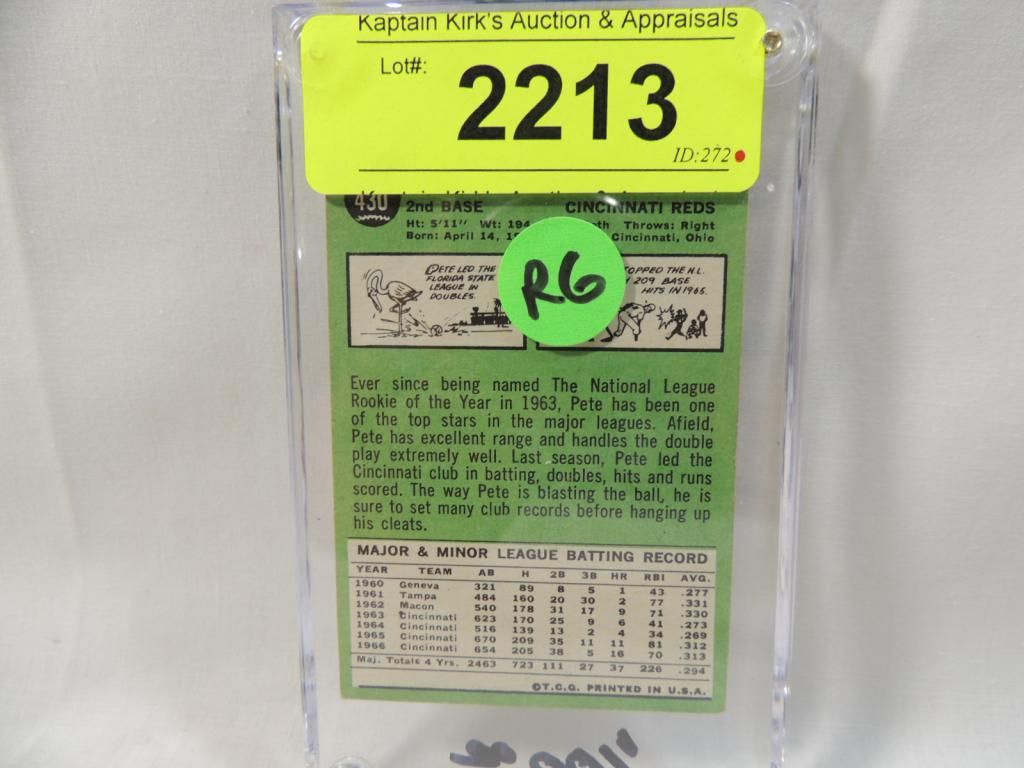 Kaptain Kirk's Auction & Appraisals
Lot#:
2213
ID:272
430
2nd BASE CINCINNATI REDS
Ht: 5'11" Wt: 194 Throws: Right
Born: April 14, Cincinnati, Ohio
R6
PETE LED THE
FLORIDA STATE
LEAGUE IN
DOUBLES.
TOPPED THE N.L.
209 BASE
HITS IN 1965.
Ever since being named The National League
Rookie of the Year in 1963, Pete has been one
of the top stars in the major leagues. Afield,
Pete has excellent range and handles the double
play extremely well. Last season, Pete led the
Cincinnati club in batting, doubles, hits and runs
scored. The way Pete is blasting the ball, he is
sure to set many club records before hanging up
his cleats.
MAJOR & MINOR LEAGUE BATTING RECORD
YEAR TEAM AB H 2B 3B HR RBI AVG.
1960 Geneva 321 89 8 5 1 43 .277
1961 Tampa 484 160 20 30 2 77 .331
1962 Macon 540 178 31 17 9 71 .330
1963 Cincinnati 623 170 25 9 6 41 .273
1964 Cincinnati 516 139 13 2 4 34 .269
1965 Cincinnati 670 209 35 11 11 81 .312
1966 Cincinnati 654 205 38 5 16 70 .313
Maj. Totals 4 Yrs. 2463 723 111 27 37 226 .294
©T.C.G. PRINTED IN U.S.A.